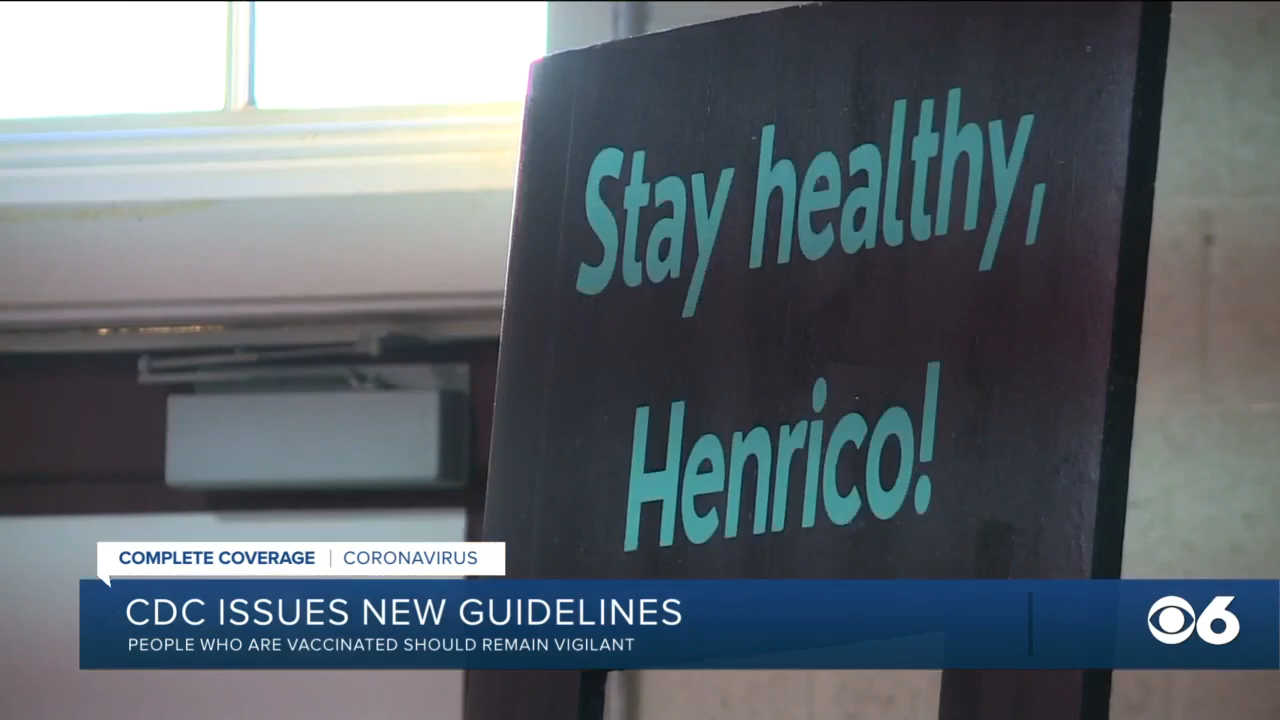 Stay healthy,
Henrico!
COMPLETE COVERAGE | CORONAVIRUS
CDC ISSUES NEW GUIDELINES
PEOPLE WHO ARE VACCINATED SHOULD REMAIN VIGILANT
6